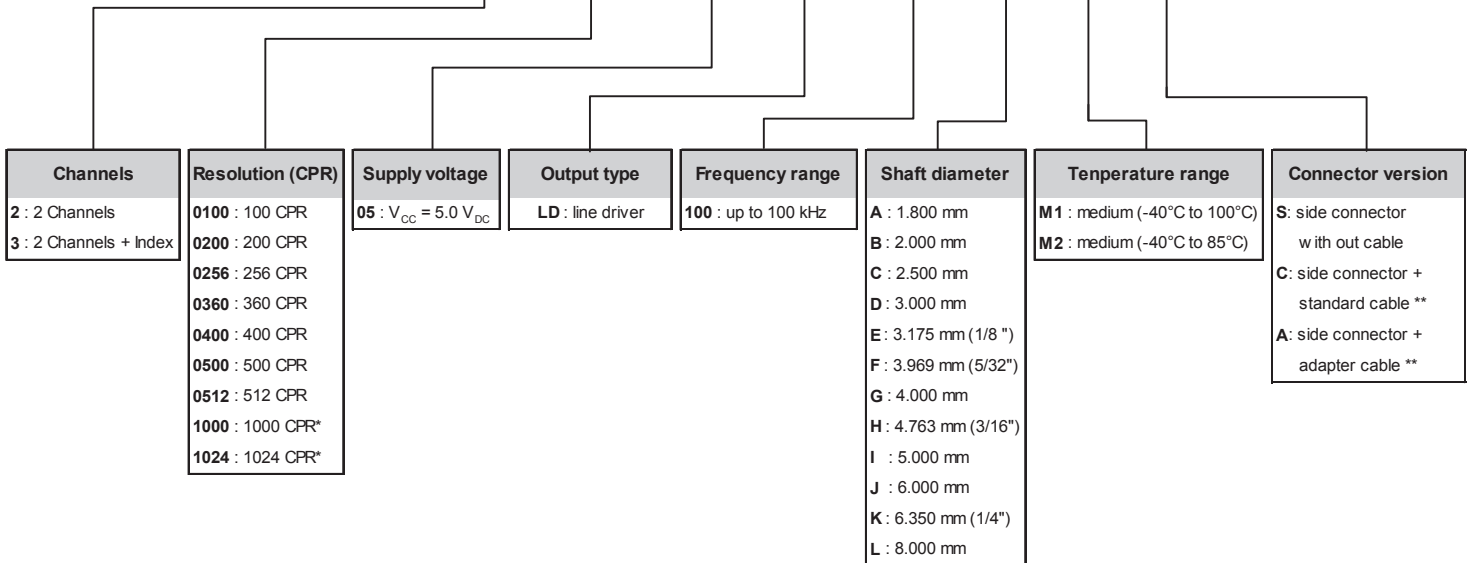 Channels
2 : 2 Channels
3 : 2 Channels + Index
Resolution (CPR)
0100 : 100 CPR
0200 : 200 CPR
0256 : 256 CPR
0360 : 360 CPR
0400 : 400 CPR
0500 : 500 CPR
0512 : 512 CPR
1000 : 1000 CPR*
1024 : 1024 CPR*
Supply voltage
05 : VCC = 5.0 VDC
Output type
LD : line driver
Frequency range
100 : up to 100 kHz
Shaft diameter
A : 1.800 mm
B : 2.000 mm
C : 2.500 mm
D : 3.000 mm
E : 3.175 mm (1/8 ")
F : 3.969 mm (5/32")
G : 4.000 mm
H : 4.763 mm (3/16")
I : 5.000 mm
J : 6.000 mm
K : 6.350 mm (1/4")
L : 8.000 mm
Tenperature range
M1 : medium (-40°C to 100°C)
M2 : medium (-40°C to 85°C)
Connector version
S: side connector
with out cable
C: side connector +
standard cable **
A: side connector +
adapter cable **